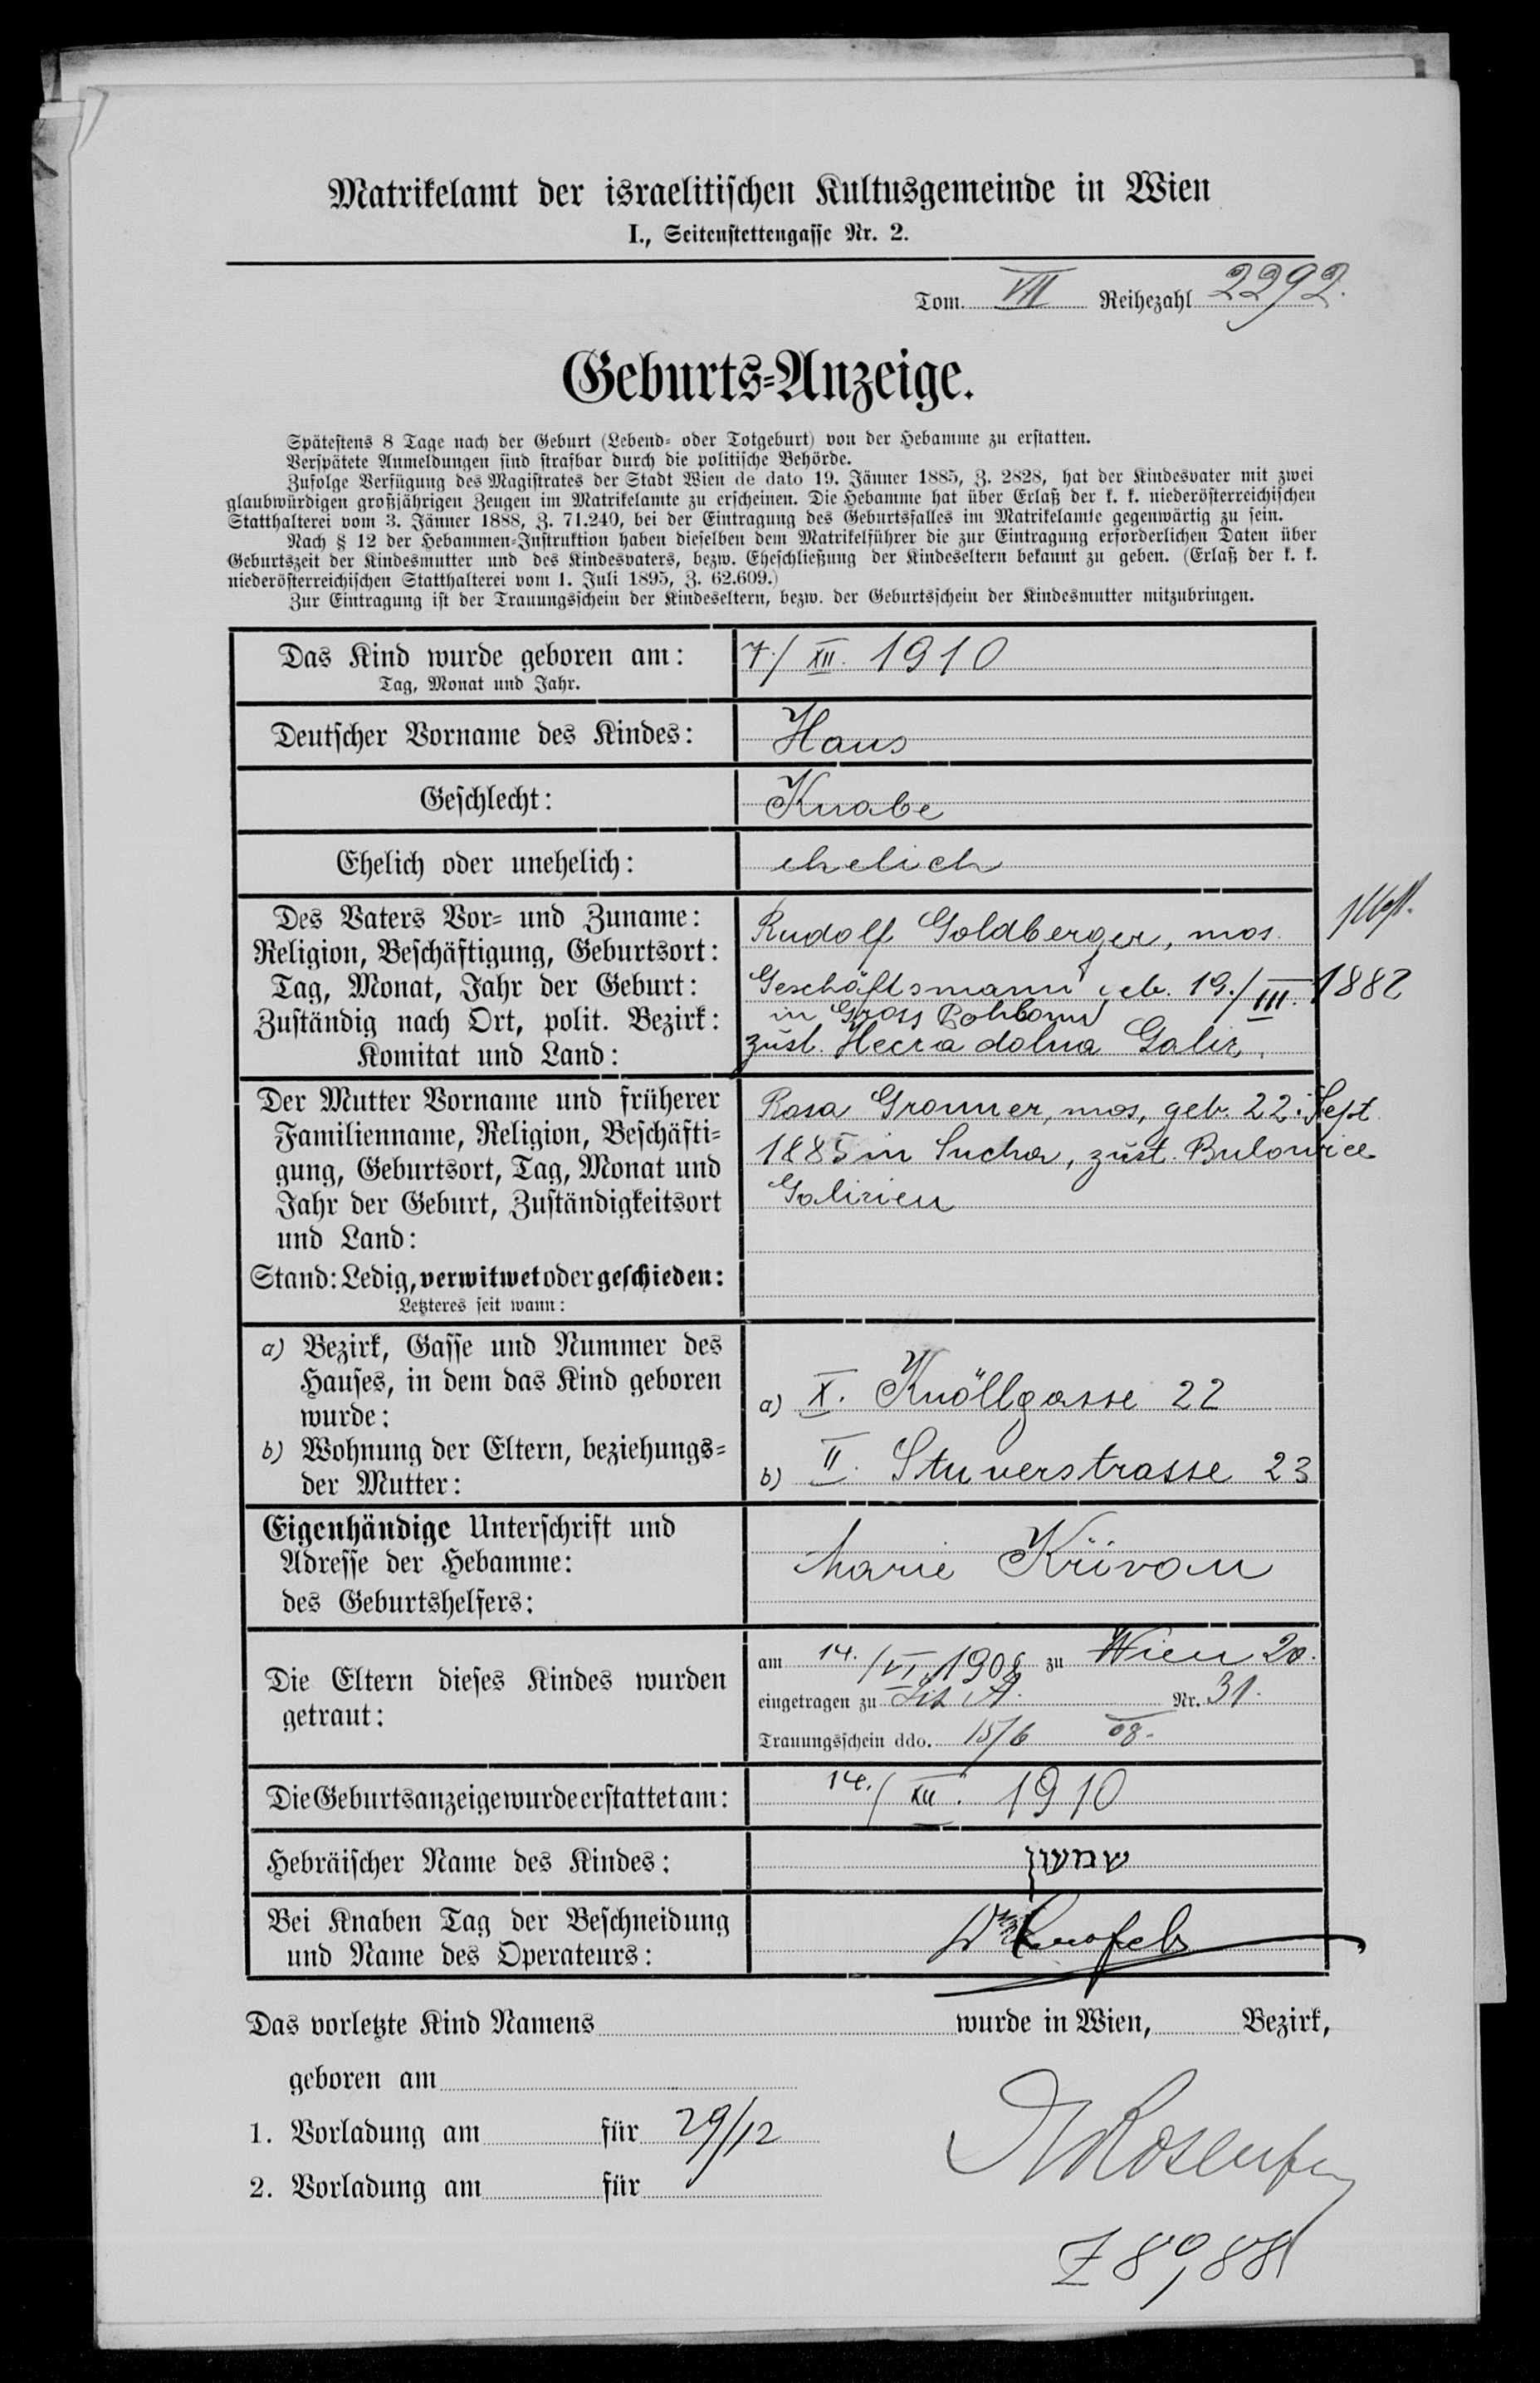 Matrikelamt der israelitischen Kultusgemeinde in Wien
I., Seitenstettengasse Nr. 2.
Tom. VII Reihezahl 2292.
Geburts-Anzeige.
Spätestens 8 Tage nach der Geburt (Lebend- oder Totgeburt) von der Hebamme zu erstatten.
Verspätete Anmeldungen sind strafbar durch die politische Behörde.
Zufolge Verfügung des Magistrates der Stadt Wien de dato 19. Jänner 1885, Z. 2828, hat der Kindesvater mit zwei
glaubwürdigen großjährigen Zeugen im Matrikelamte zu erscheinen. Die Hebamme hat über Erlaß der k. k. niederösterreichischen
Statthalterei vom 3. Jänner 1888, Z. 71.240, bei der Eintragung des Geburtsfalles im Matrikelamte gegenwärtig zu sein.
Nach § 12 der Hebammen-Instruktion haben dieselben dem Matrikelführer die zur Eintragung erforderlichen Daten über
Geburtszeit der Kindesmutter und des Kindesvaters, bezw. Eheschließung der Kindeseltern bekannt zu geben. (Erlaß der k. k.
niederösterreichischen Statthalterei vom 1. Juli 1895, Z. 62.609.)
Zur Eintragung ist der Trauungsschein der Kindeseltern, bezw. der Geburtsschein der Kindesmutter mitzubringen.
Das Kind wurde geboren am: 7./XII. 1910
Tag, Monat und Jahr.
Deutscher Vorname des Kindes: Hans
Geschlecht: Knabe
Ehelich oder unehelich: ehelich
Des Vaters Vor- und Zuname:
Religion, Beschäftigung, Geburtsort:
Tag, Monat, Jahr der Geburt:
Zuständig nach Ort, polit. Bezirk:
Komitat und Land:
Rudolf Goldberger, mos.
Geschäftsmann geb. 19./III. 1882
in Gross
zust. dolna Galiz.
Der Mutter Vorname und früherer
Familienname, Religion, Beschäfti-
gung, Geburtsort, Tag, Monat und
Jahr der Geburt, Zuständigkeitsort
und Land:
Stand: Ledig, verwitwet oder geschieden:
Letzteres seit wann:
Rosa Gronner, mos, geb. 22. Sept
1885 in Sucha, zust. Bulowice
Galizien
a) Bezirk, Gasse und Nummer des
Hauses, in dem das Kind geboren
wurde:
b) Wohnung der Eltern, beziehungs-
der Mutter:
a) X. Knöllgasse 22
b) II. Stuverstrasse 23
Eigenhändige Unterschrift und
Adresse der Hebamme:
des Geburtshelfers:
Marie Křivan
Die Eltern dieses Kindes wurden
getraut:
am 14./VI 1908 zu Wien 20.
eingetragen zu Lit A. Nr. 31.
Trauungsschein ddo. 15/6 08.
Die Geburtsanzeige wurde erstattet am: 14./XII. 1910
Hebräischer Name des Kindes: שמשון
Bei Knaben Tag der Beschneidung
und Name des Operateurs:
Das vorletzte Kind Namens wurde in Wien, Bezirk,
geboren am
1. Vorladung am für 29/12
2. Vorladung am für